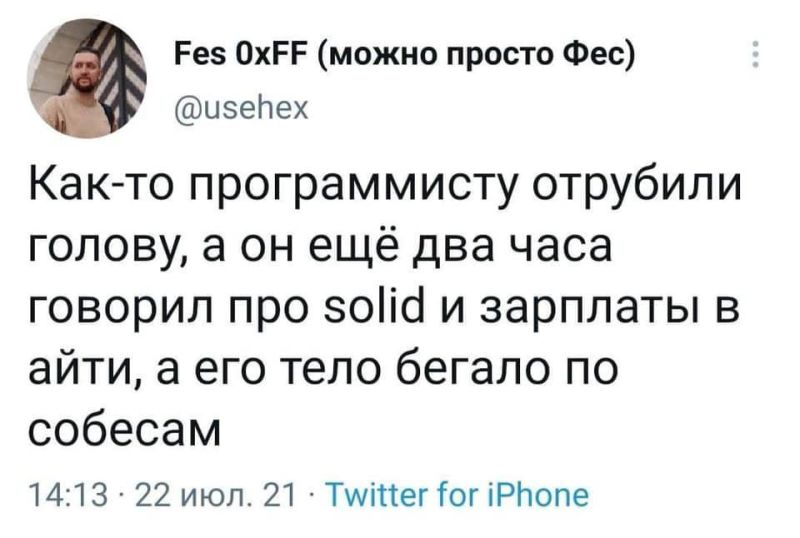 Fes 0xFF (можно просто Фес)
@usehex
Как-то программисту отрубили
голову, а он ещё два часа
говорил про solid и зарплаты в
айти, а его тело бегало по
собесам
14:13 · 22 июл. 21 · Twitter for iPhone